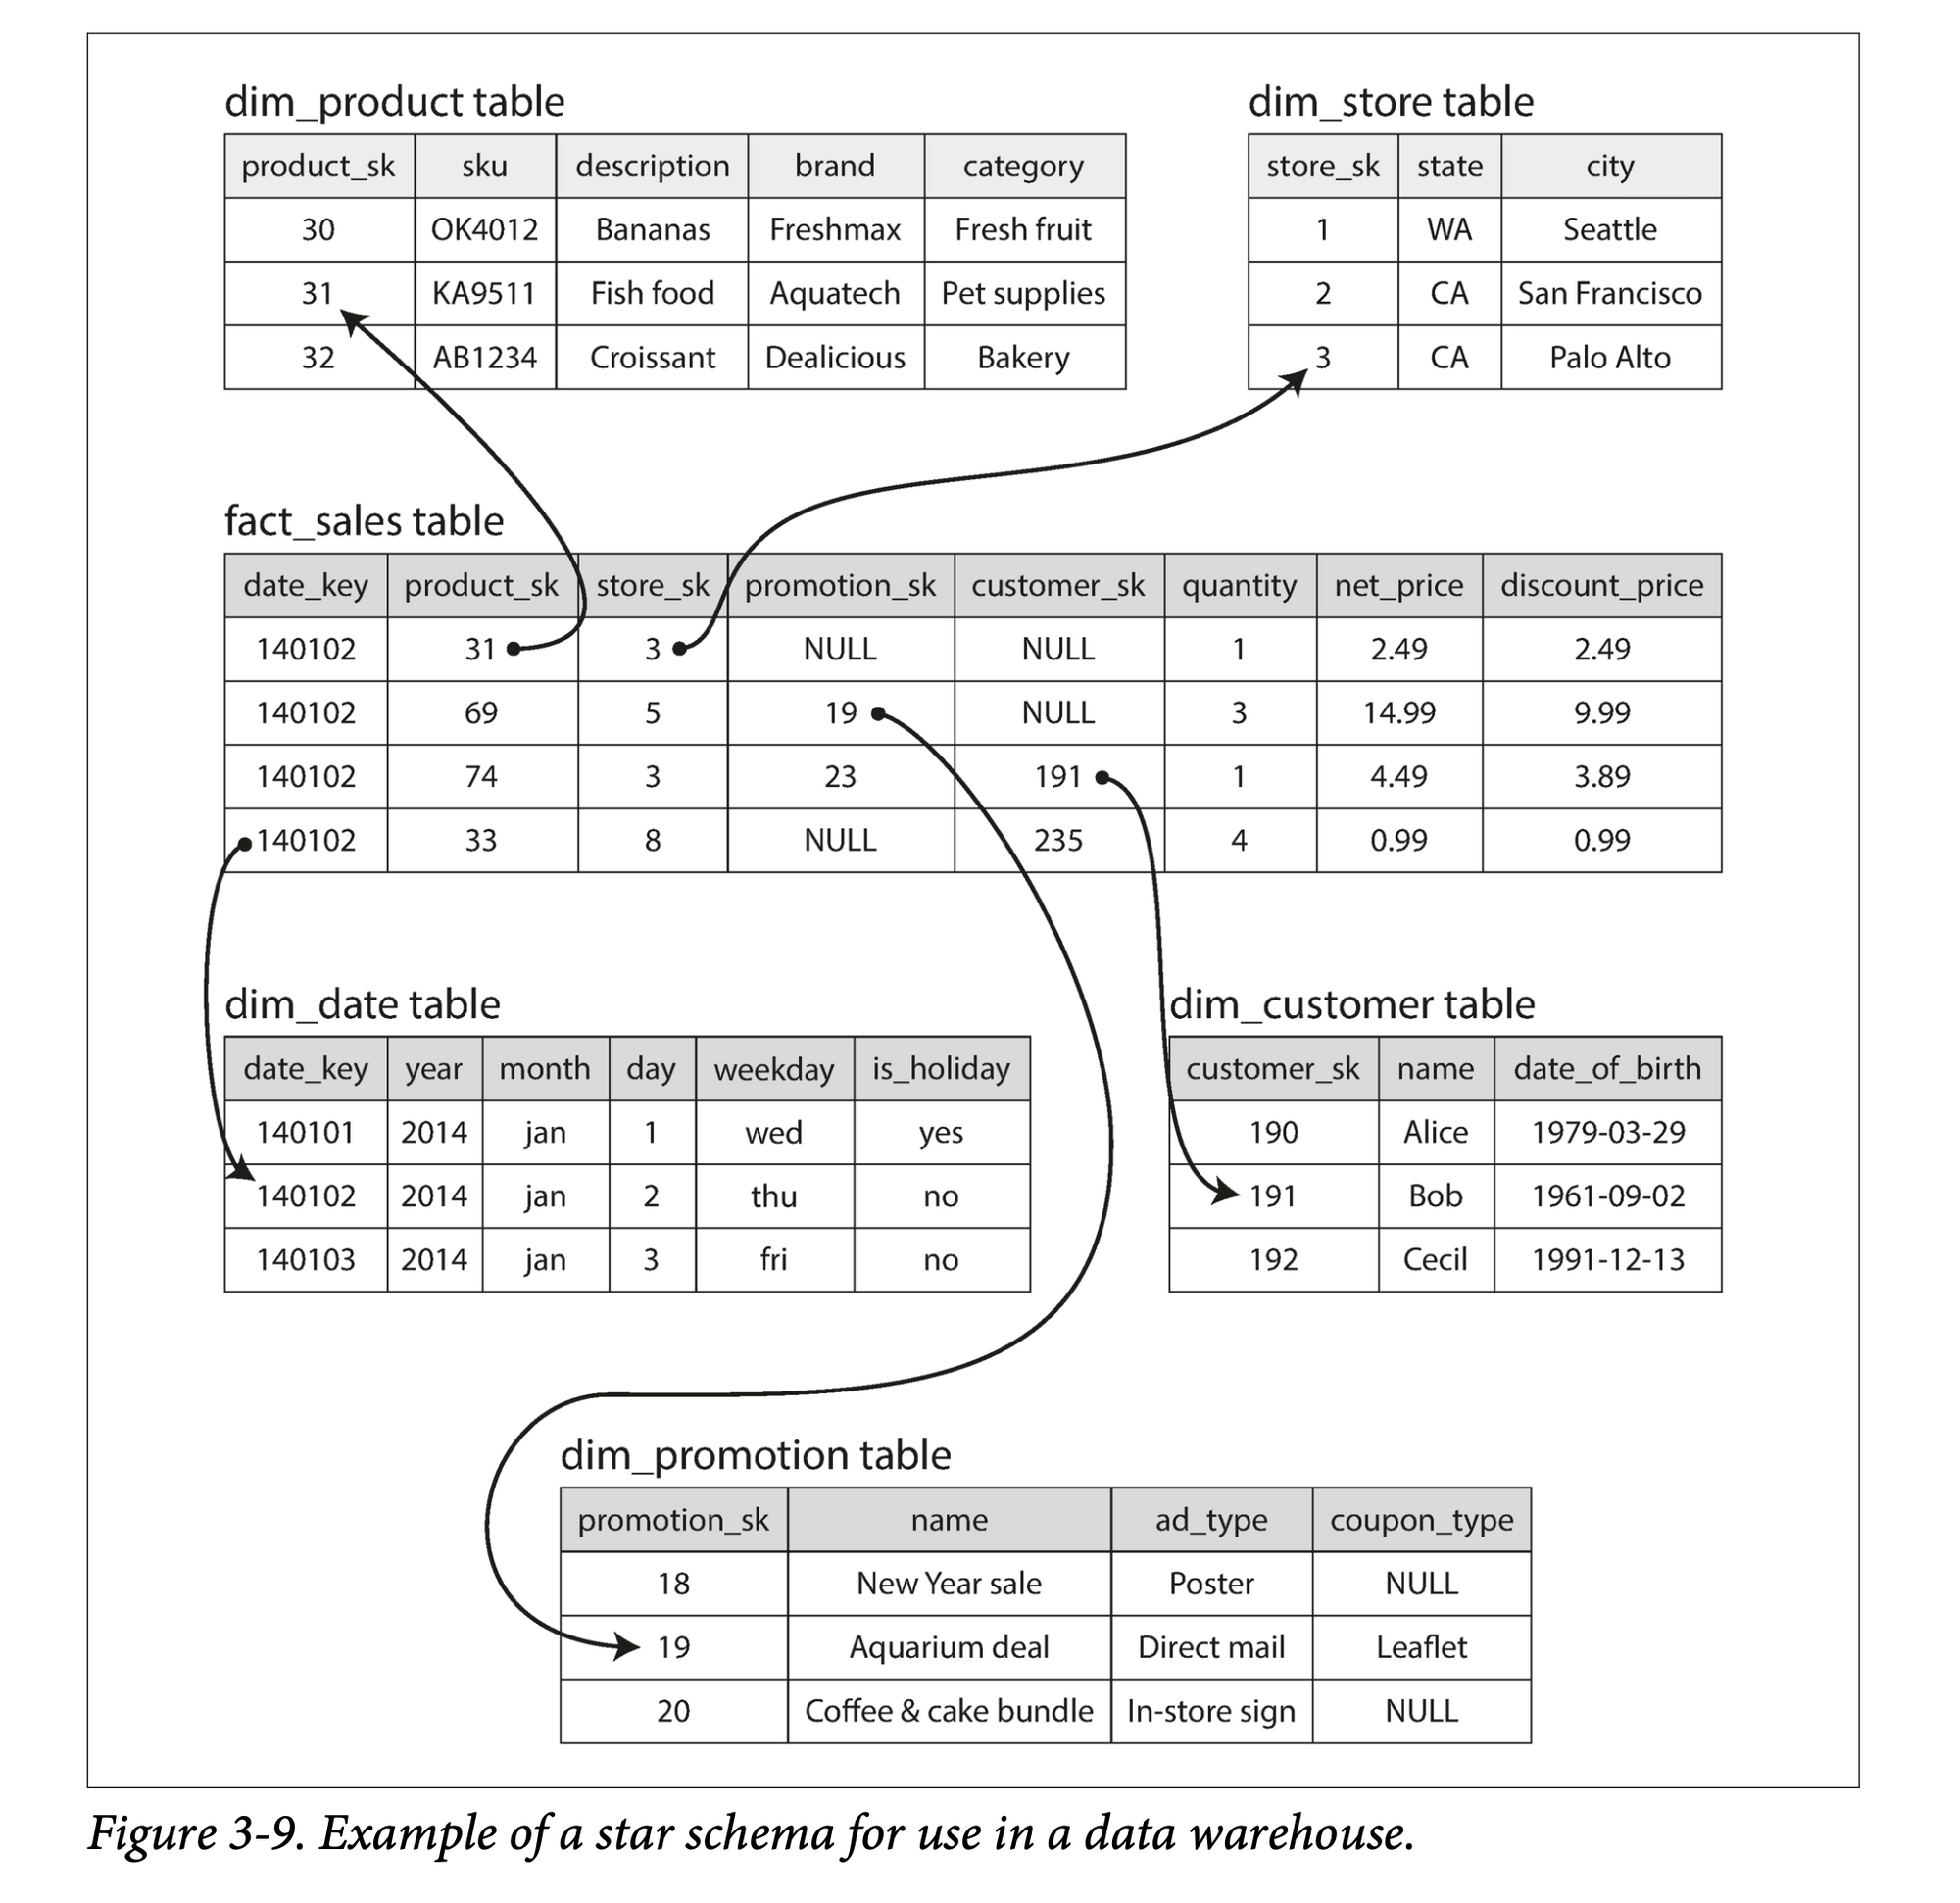 dim_product table
product_sk sku description brand category
30 OK4012 Bananas Freshmax Fresh fruit
31 KA9511 Fish food Aquatech Pet supplies
32 AB1234 Croissant Dealicious Bakery
dim_store table
store_sk state city
1 WA Seattle
2 CA San Francisco
3 CA Palo Alto
fact_sales table
date_key product_sk store_sk promotion_sk customer_sk quantity net_price discount_price
140102 31 3 NULL NULL 1 2.49 2.49
140102 69 5 19 NULL 3 14.99 9.99
140102 74 3 23 191 1 4.49 3.89
140102 33 8 NULL 235 4 0.99 0.99
dim_date table
date_key year month day weekday is_holiday
140101 2014 jan 1 wed yes
140102 2014 jan 2 thu no
140103 2014 jan 3 fri no
dim_customer table
customer_sk name date_of_birth
190 Alice 1979-03-29
191 Bob 1961-09-02
192 Cecil 1991-12-13
dim_promotion table
promotion_sk name ad_type coupon_type
18 New Year sale Poster NULL
19 Aquarium deal Direct mail Leaflet
20 Coffee & cake bundle In-store sign NULL
Figure 3-9. Example of a star schema for use in a data warehouse.